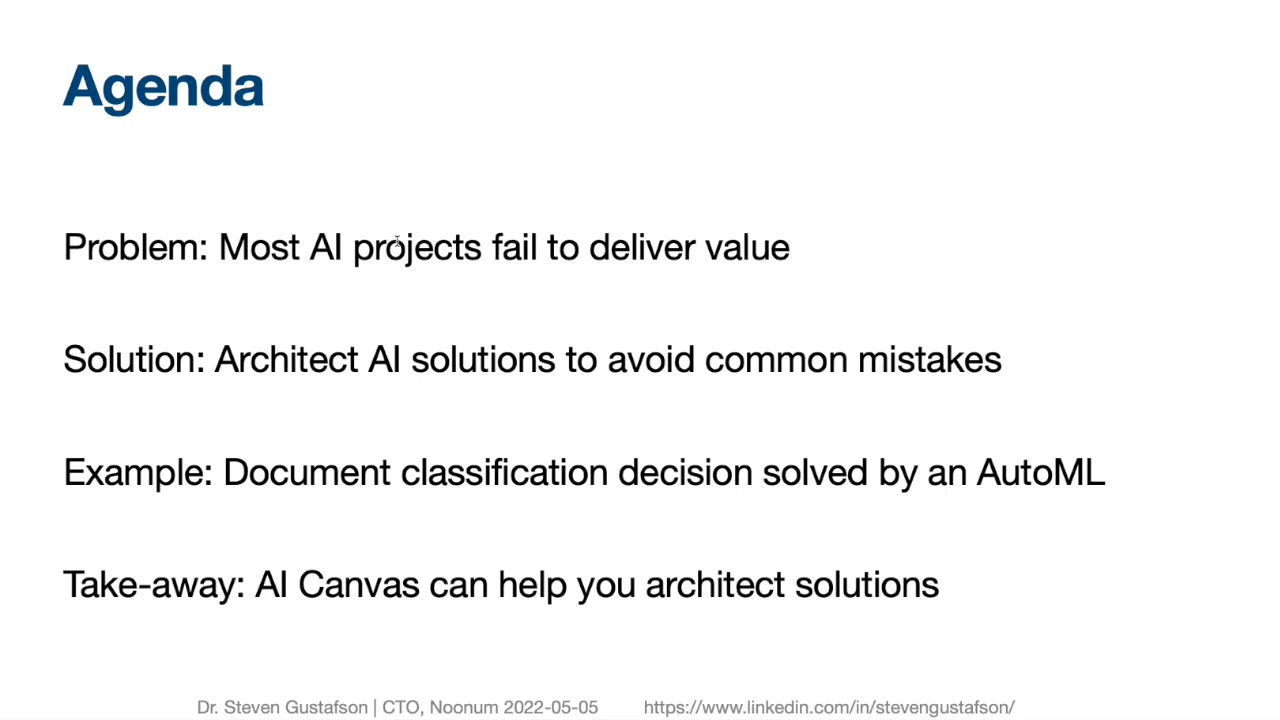 Agenda
Problem: Most AI projects fail to deliver value
Solution: Architect AI solutions to avoid common mistakes
Example: Document classification decision solved by an AutoML
Take-away: AI Canvas can help you architect solutions
Dr. Steven Gustafson | CTO, Noonum 2022-05-05 https://www.linkedin.com/in/stevengustafson/